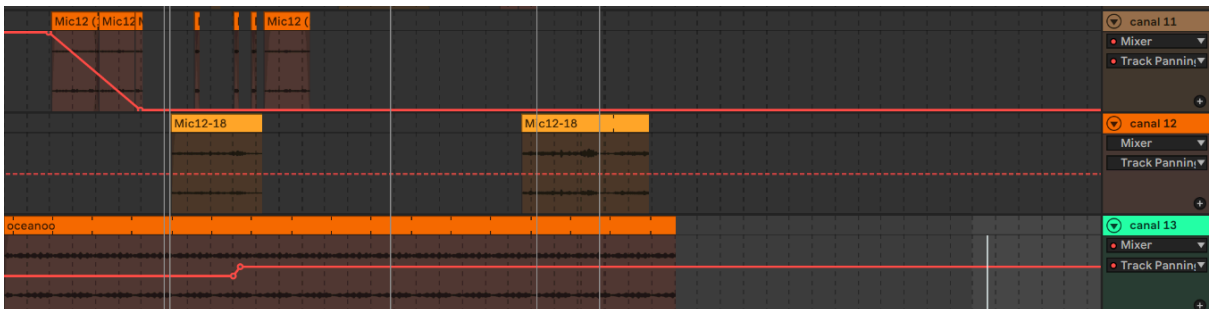 Mic12 (
Mic12
M
Mic12 (
canal 11
Mixer
Track Panning
Mic12-18
Mic12-18
canal 12
Mixer
Track Panning
oceanoo
canal 13
Mixer
Track Panning